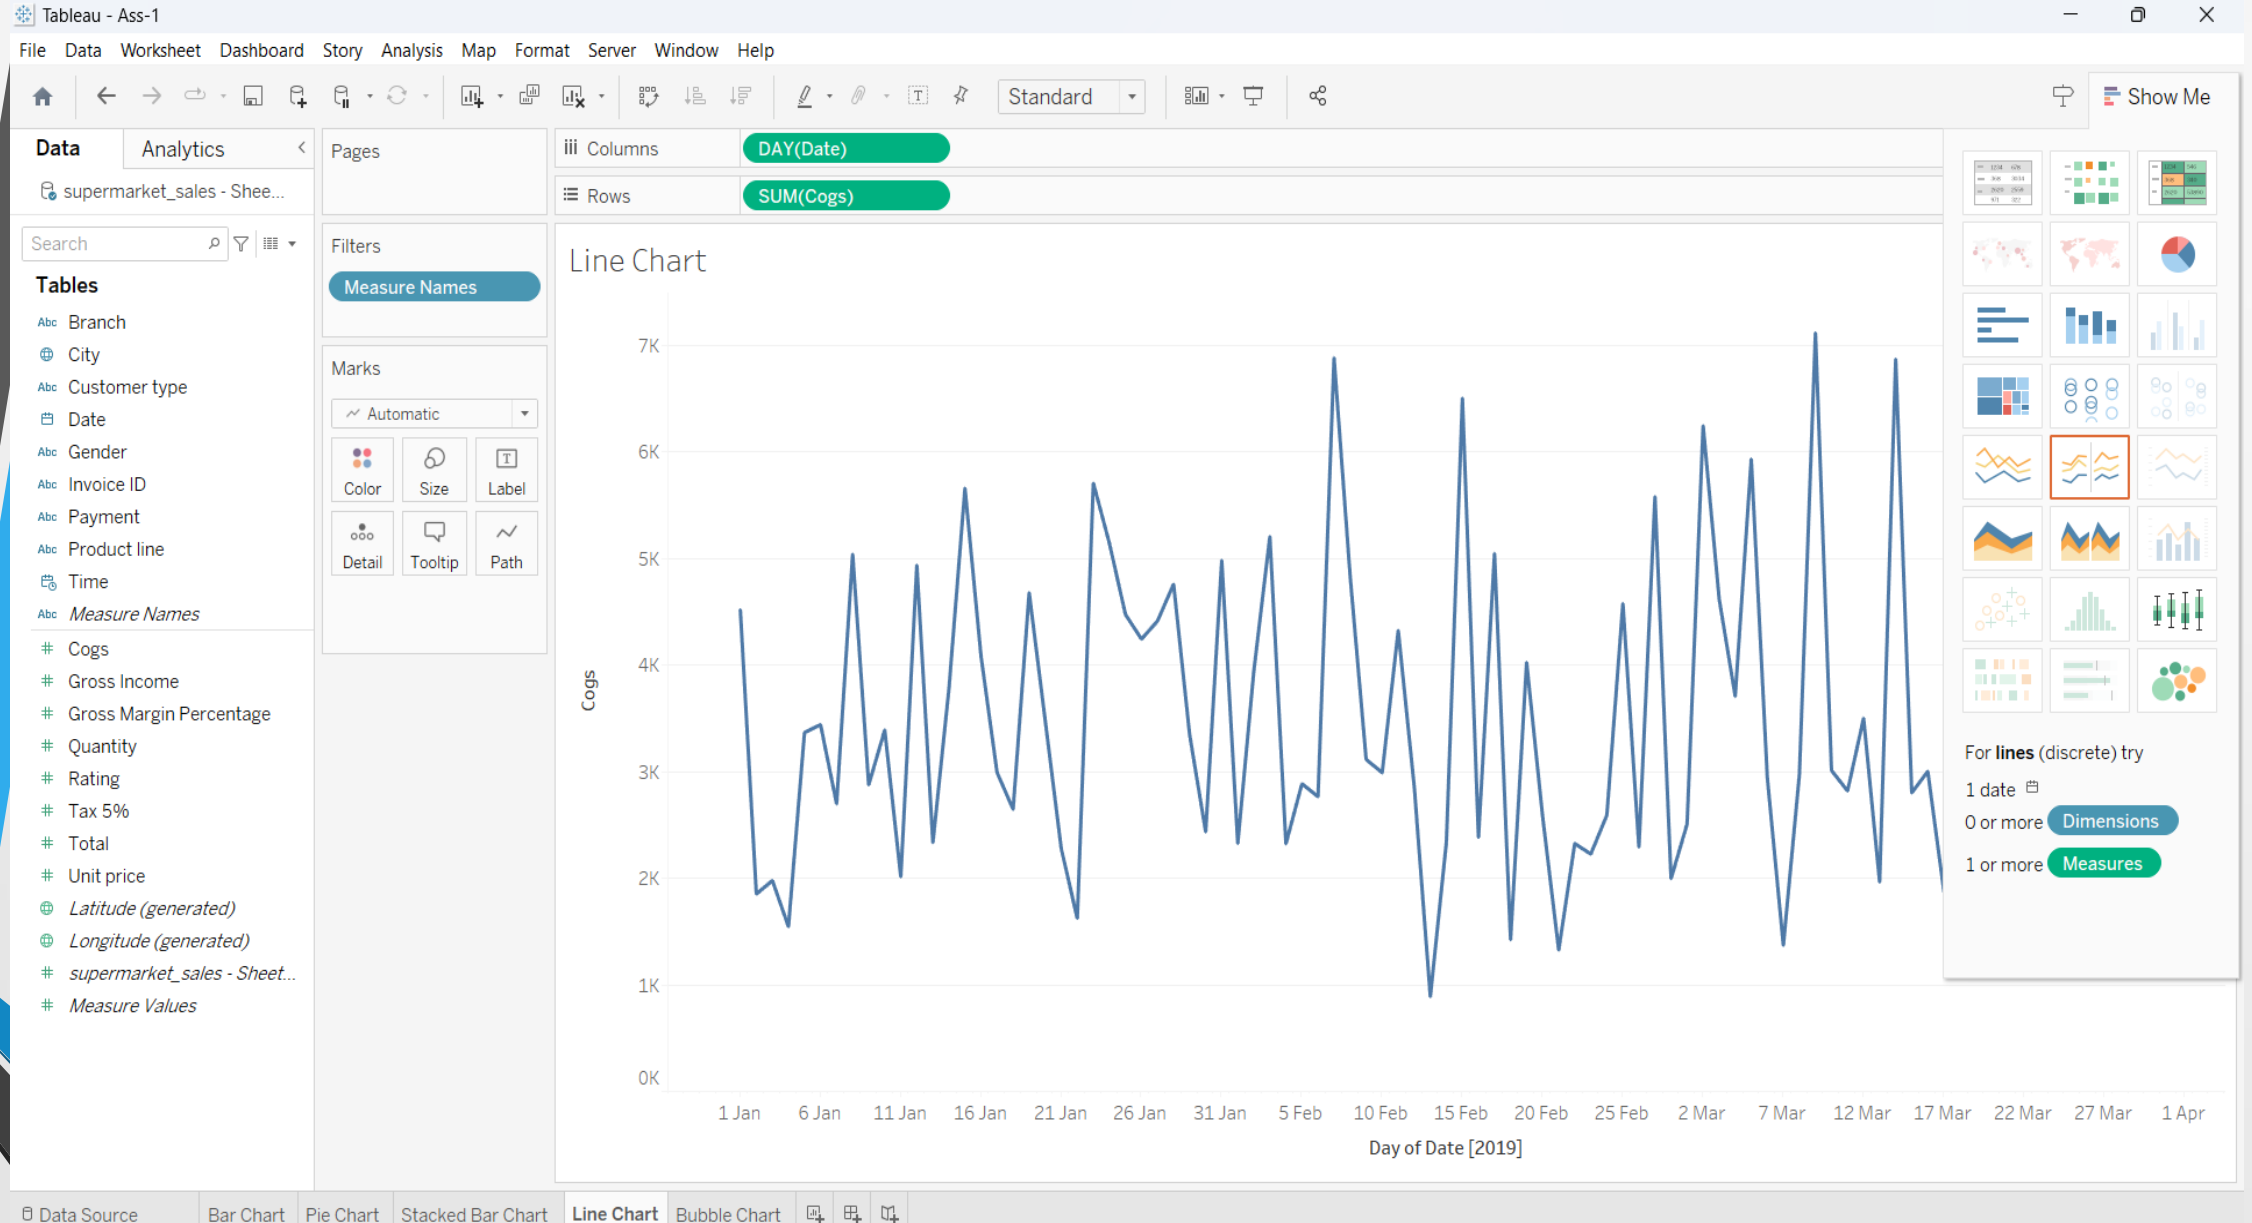 Tableau - Ass-1
File Data Worksheet Dashboard Story Analysis Map Format Server Window Help
Standard
Show Me
Data
Analytics
supermarket_sales - Shee...
Search
Tables
Abc Branch
City
Abc Customer type
Date
Abc Gender
Abc Invoice ID
Abc Payment
Abc Product line
Time
Abc Measure Names
# Cogs
# Gross Income
# Gross Margin Percentage
# Quantity
# Rating
# Tax 5%
# Total
# Unit price
Latitude (generated)
Longitude (generated)
# supermarket_sales - Sheet...
# Measure Values
Pages
Filters
Measure Names
Marks
Automatic
Color Size Label
Detail Tooltip Path
Columns DAY(Date)
Rows SUM(Cogs)
Line Chart
7K
6K
5K
4K
3K
2K
1K
0K
Cogs
1 Jan 6 Jan 11 Jan 16 Jan 21 Jan 26 Jan 31 Jan 5 Feb 10 Feb 15 Feb 20 Feb 25 Feb 2 Mar 7 Mar 12 Mar 17 Mar 22 Mar 27 Mar 1 Apr
Day of Date [2019]
For lines (discrete) try
1 date
0 or more Dimensions
1 or more Measures
Data Source Bar Chart Pie Chart Stacked Bar Chart Line Chart Bubble Chart